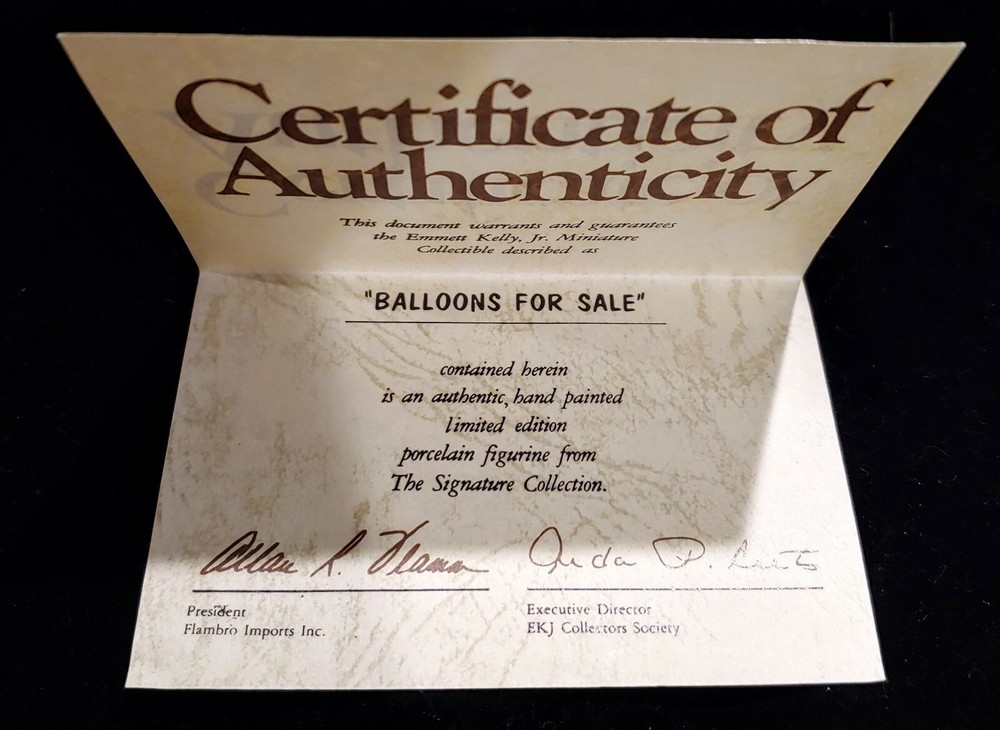 Certificate of
Authenticity
This document warrants and guarantees
the Emmett Kelly, Jr. Miniature
Collectible described as
"BALLOONS FOR SALE"
contained herein
is an authentic, hand painted
limited edition
porcelain figurine from
The Signature Collection.
Allan R.
President
Flambro Imports Inc.
Executive Director
EKJ Collectors Society